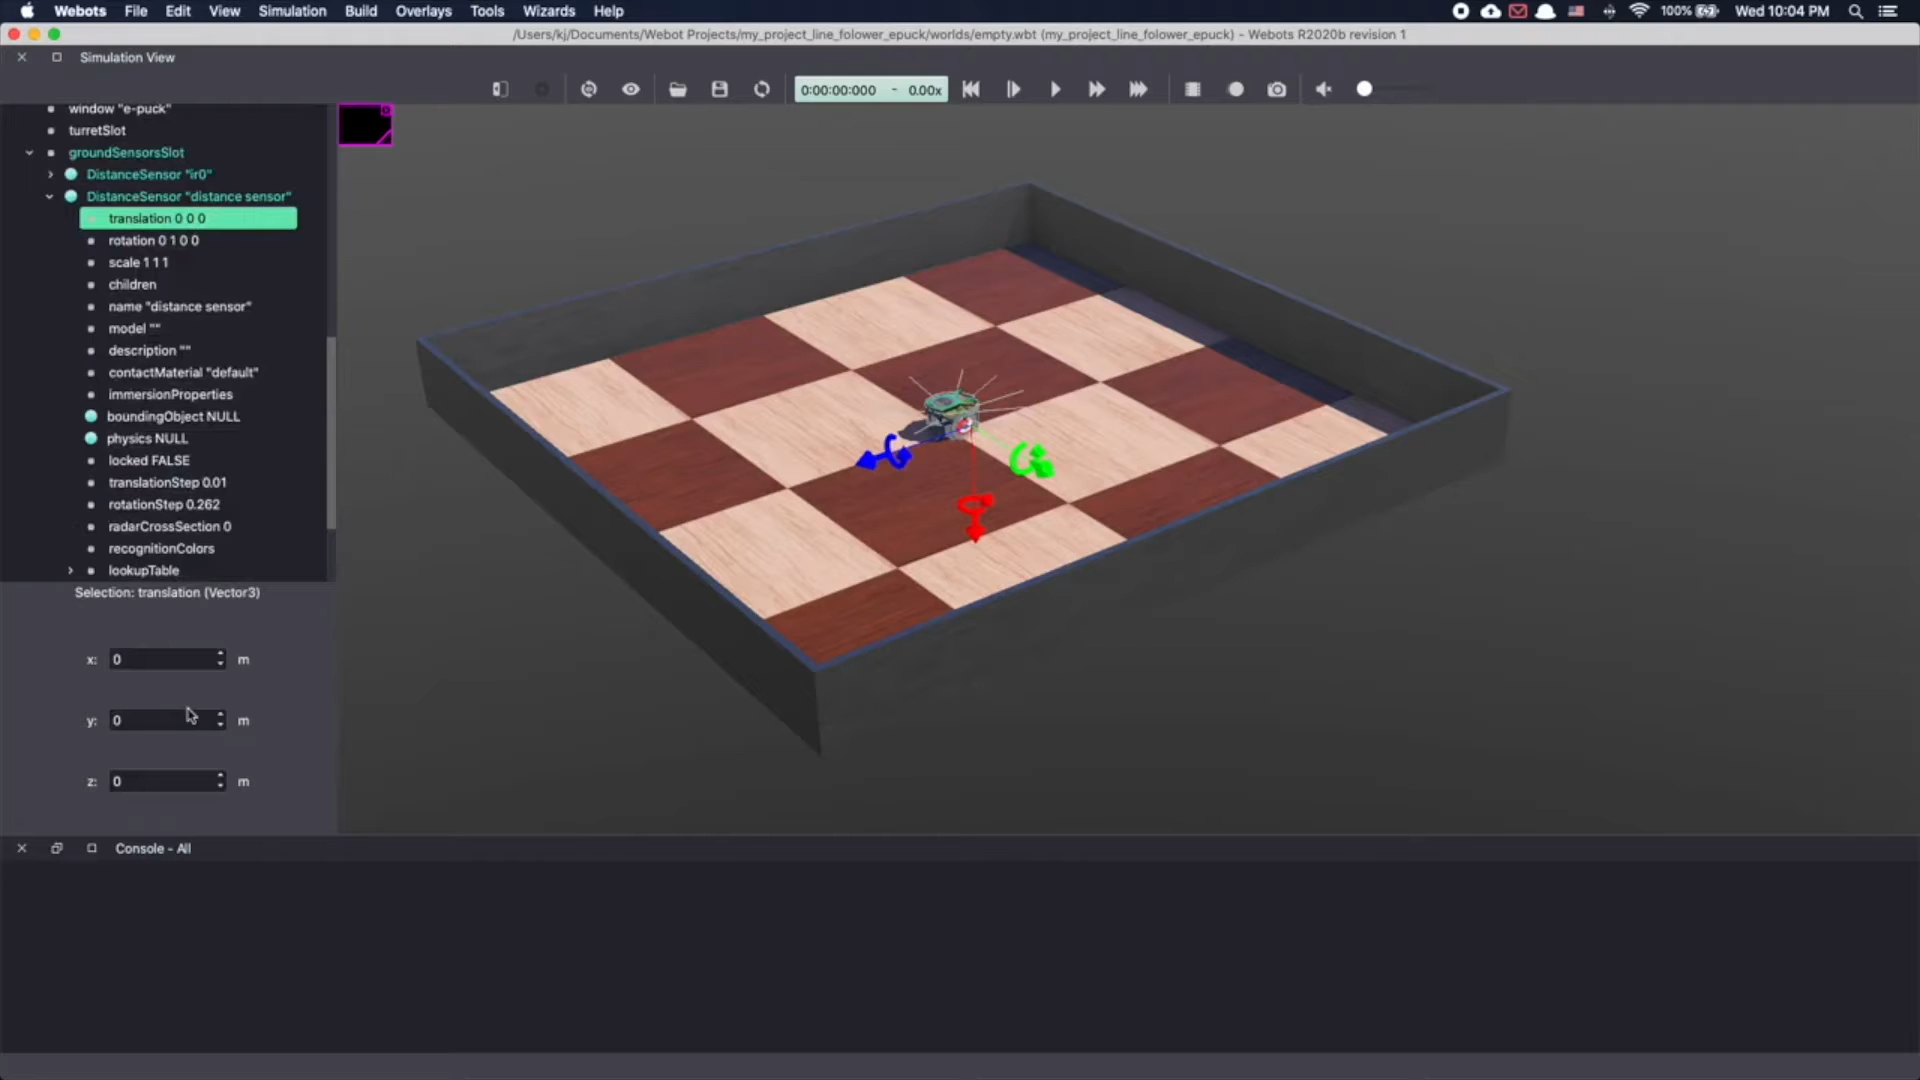 Webots File Edit View Simulation Build Overlays Tools Wizards Help 100% Wed 10:04 PM
/Users/kj/Documents/Webot Projects/my_project_line_folower_epuck/worlds/empty.wbt (my_project_line_folower_epuck) - Webots R2020b revision 1
Simulation View
0:00:00:000 - 0.00x
window "e-puck"
turretSlot
groundSensorsSlot
DistanceSensor "ir0"
DistanceSensor "distance sensor"
translation 0 0 0
rotation 0 1 0 0
scale 1 1 1
children
name "distance sensor"
model ""
description ""
contactMaterial "default"
immersionProperties
boundingObject NULL
physics NULL
locked FALSE
translationStep 0.01
rotationStep 0.262
radarCrossSection 0
recognitionColors
lookupTable
Selection: translation (Vector3)
x: 0 m
y: 0 m
z: 0 m
Console - All